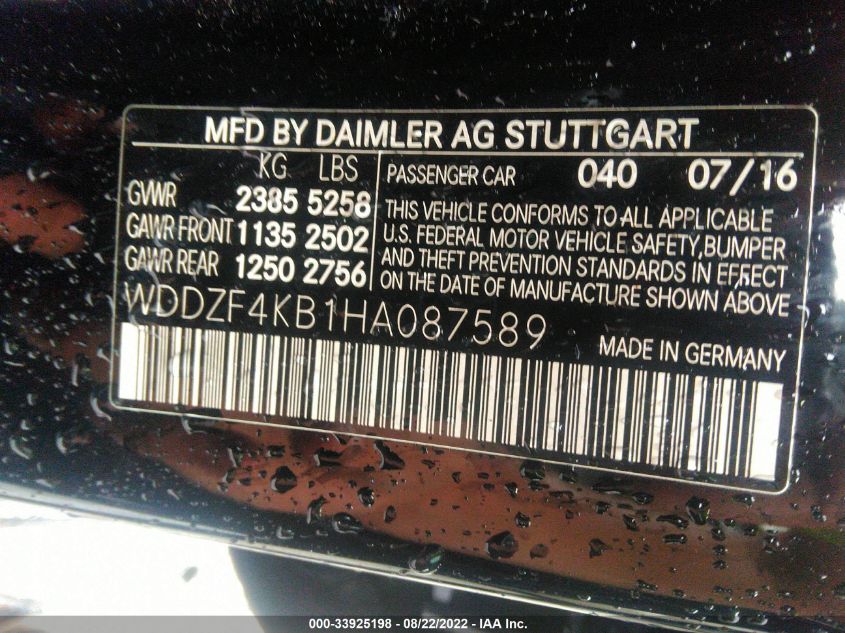 MFD BY DAIMLER AG STUTTGART
KG LBS
GVWR 2385 5258
GAWR FRONT 1135 2502
GAWR REAR 1250 2756
PASSENGER CAR 040 07/16
THIS VEHICLE CONFORMS TO ALL APPLICABLE
U.S. FEDERAL MOTOR VEHICLE SAFETY, BUMPER
AND THEFT PREVENTION STANDARDS IN EFFECT
ON THE DATE OF MANUFACTURE SHOWN ABOVE
WDDZF4KB1HA087589
MADE IN GERMANY
000-33925198 - 08/22/2022 - IAA Inc.